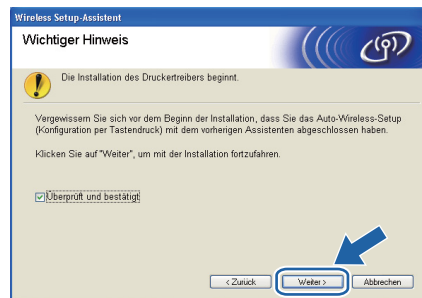 Wireless Setup-Assistent
Wichtiger Hinweis
Die Installation des Druckertreibers beginnt.
Vergewissern Sie sich vor dem Beginn der Installation, dass Sie das Auto-Wireless-Setup
(Konfiguration per Tastendruck) mit dem vorherigen Assistenten abgeschlossen haben.
Klicken Sie auf "Weiter", um mit der Installation fortzufahren.
Überprüft und bestätigt
< Zurück Weiter > Abbrechen